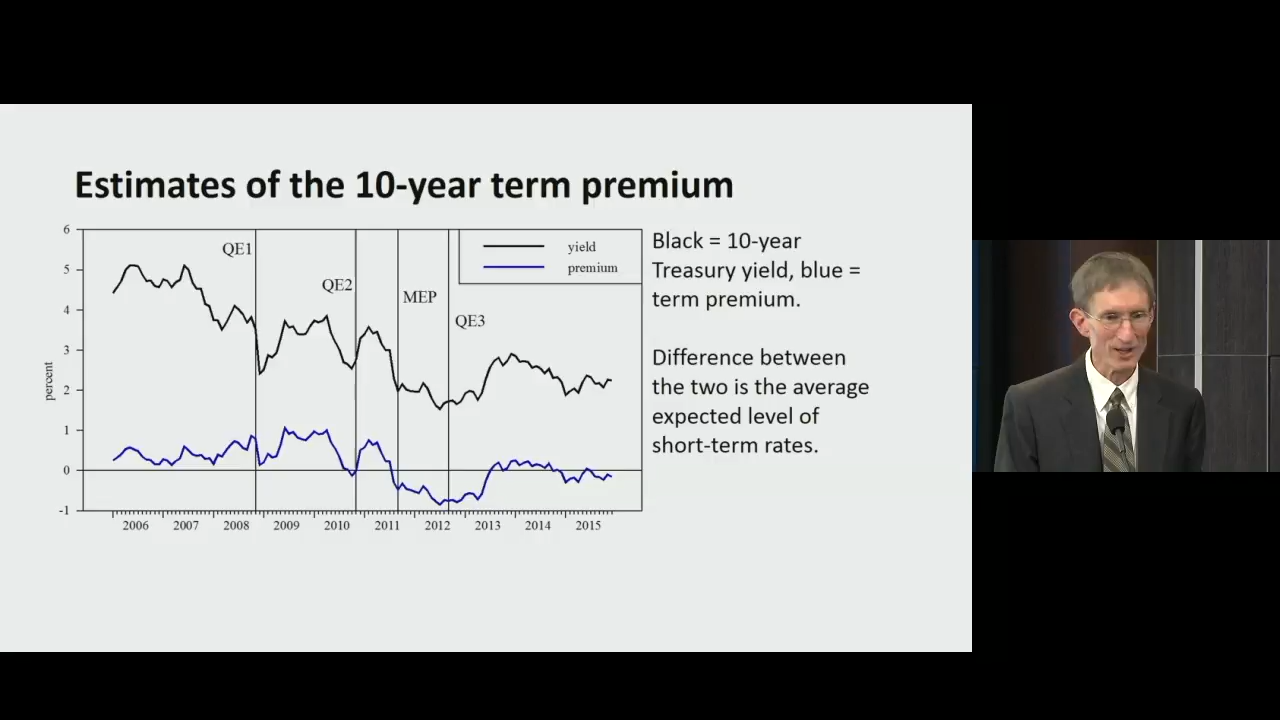 Estimates of the 10-year term premium
6
5
4
3
2
1
0
-1
percent
QE1
QE2
MEP
QE3
yield
premium
2006 2007 2008 2009 2010 2011 2012 2013 2014 2015
Black = 10-year
Treasury yield, blue =
term premium.
Difference between
the two is the average
expected level of
short-term rates.